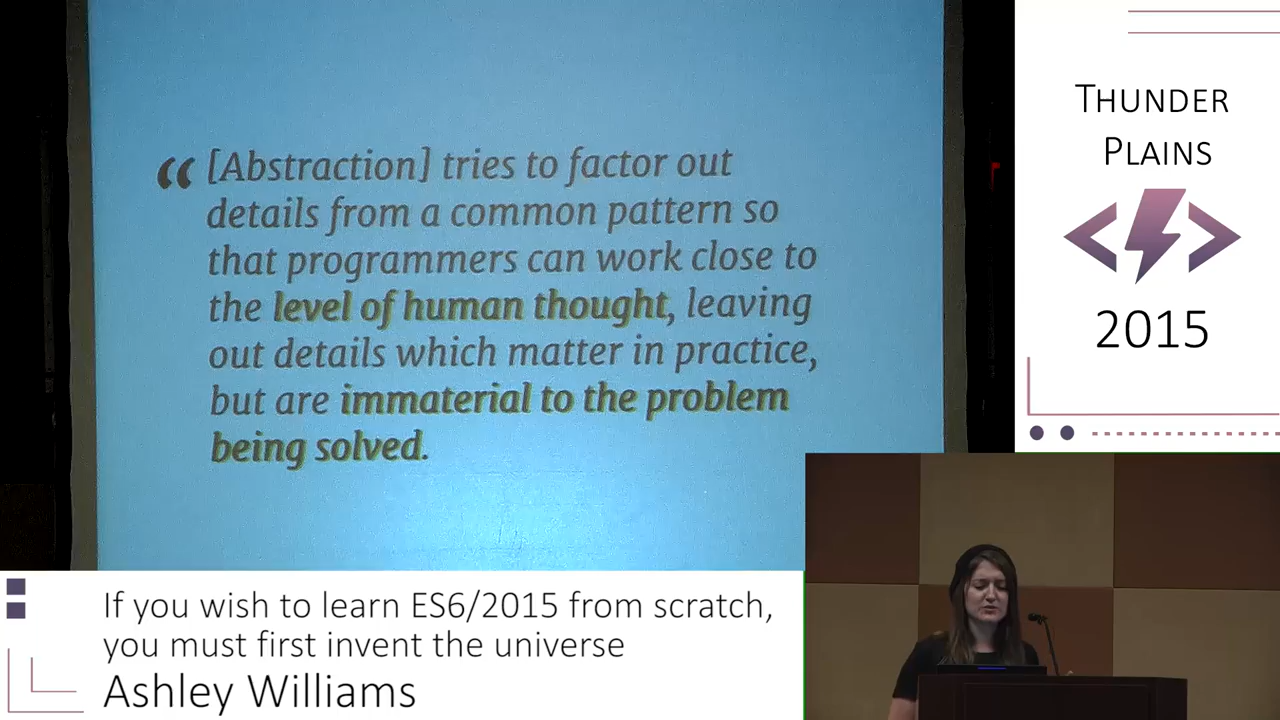 “ [Abstraction] tries to factor out
details from a common pattern so
that programmers can work close to
the level of human thought, leaving
out details which matter in practice,
but are immaterial to the problem
being solved.
THUNDER
PLAINS
2015
If you wish to learn ES6/2015 from scratch,
you must first invent the universe
Ashley Williams